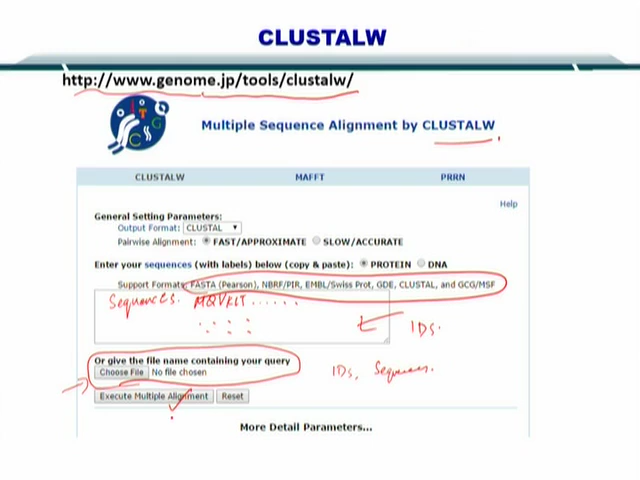 CLUSTALW
http://www.genome.jp/tools/clustalw/
Multiple Sequence Alignment by CLUSTALW
CLUSTALW MAFFT PRRN
Help
General Setting Parameters:
Output Format: CLUSTAL
Pairwise Alignment: FAST/APPROXIMATE SLOW/ACCURATE
Enter your sequences (with labels) below (copy & paste): PROTEIN DNA
Support Formats: FASTA (Pearson), NBRF/PIR, EMBL/Swiss Prot, GDE, CLUSTAL, and GCG/MSF
Sequences. MQVKIT......
IDs.
Or give the file name containing your query
Choose File No file chosen
IDs, Sequences.
Execute Multiple Alignment Reset
More Detail Parameters...